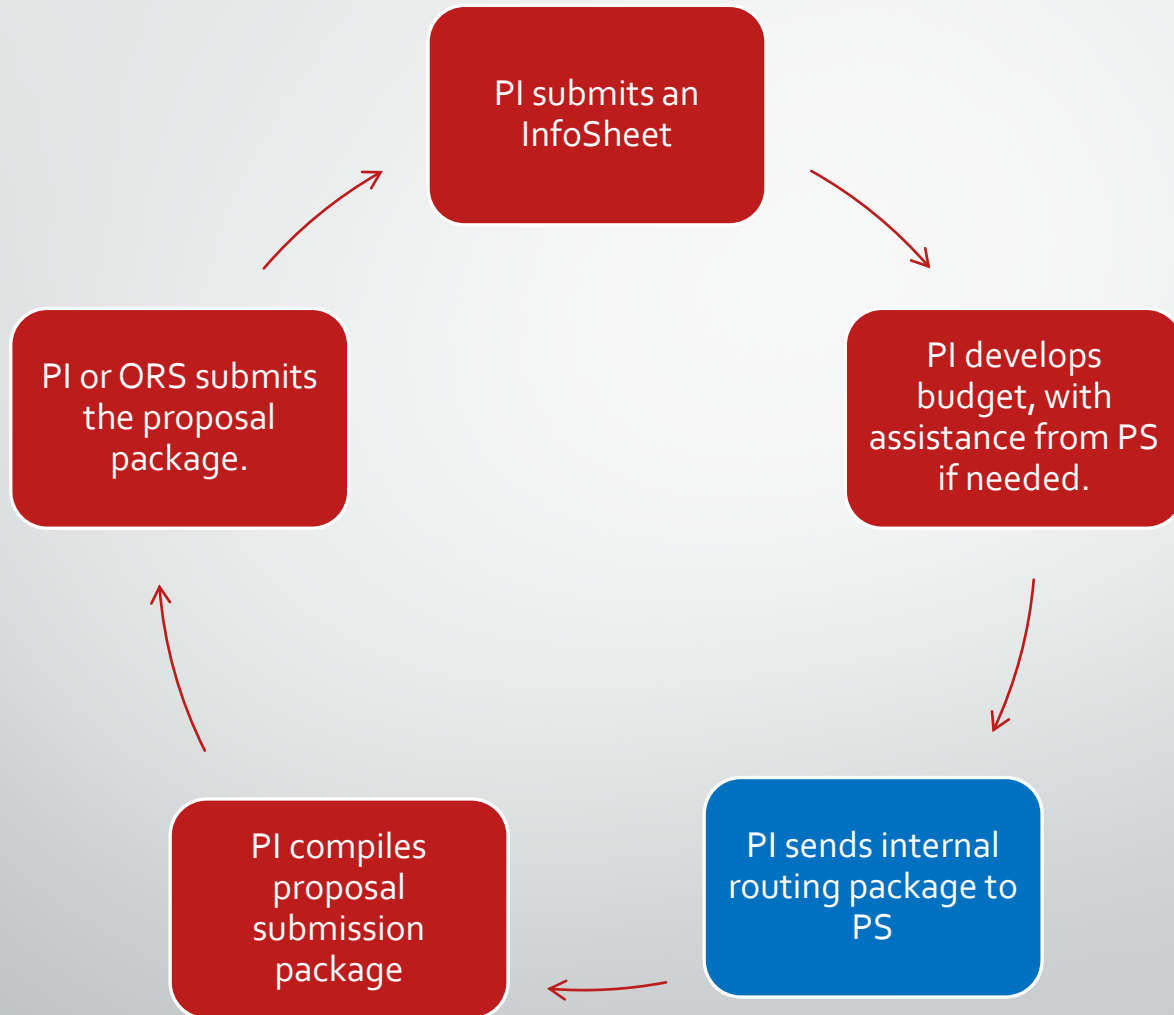 PI submits an
InfoSheet
PI develops
budget, with
assistance from PS
if needed.
PI sends internal
routing package to
PS
PI compiles
proposal
submission
package
PI or ORS submits
the proposal
package.